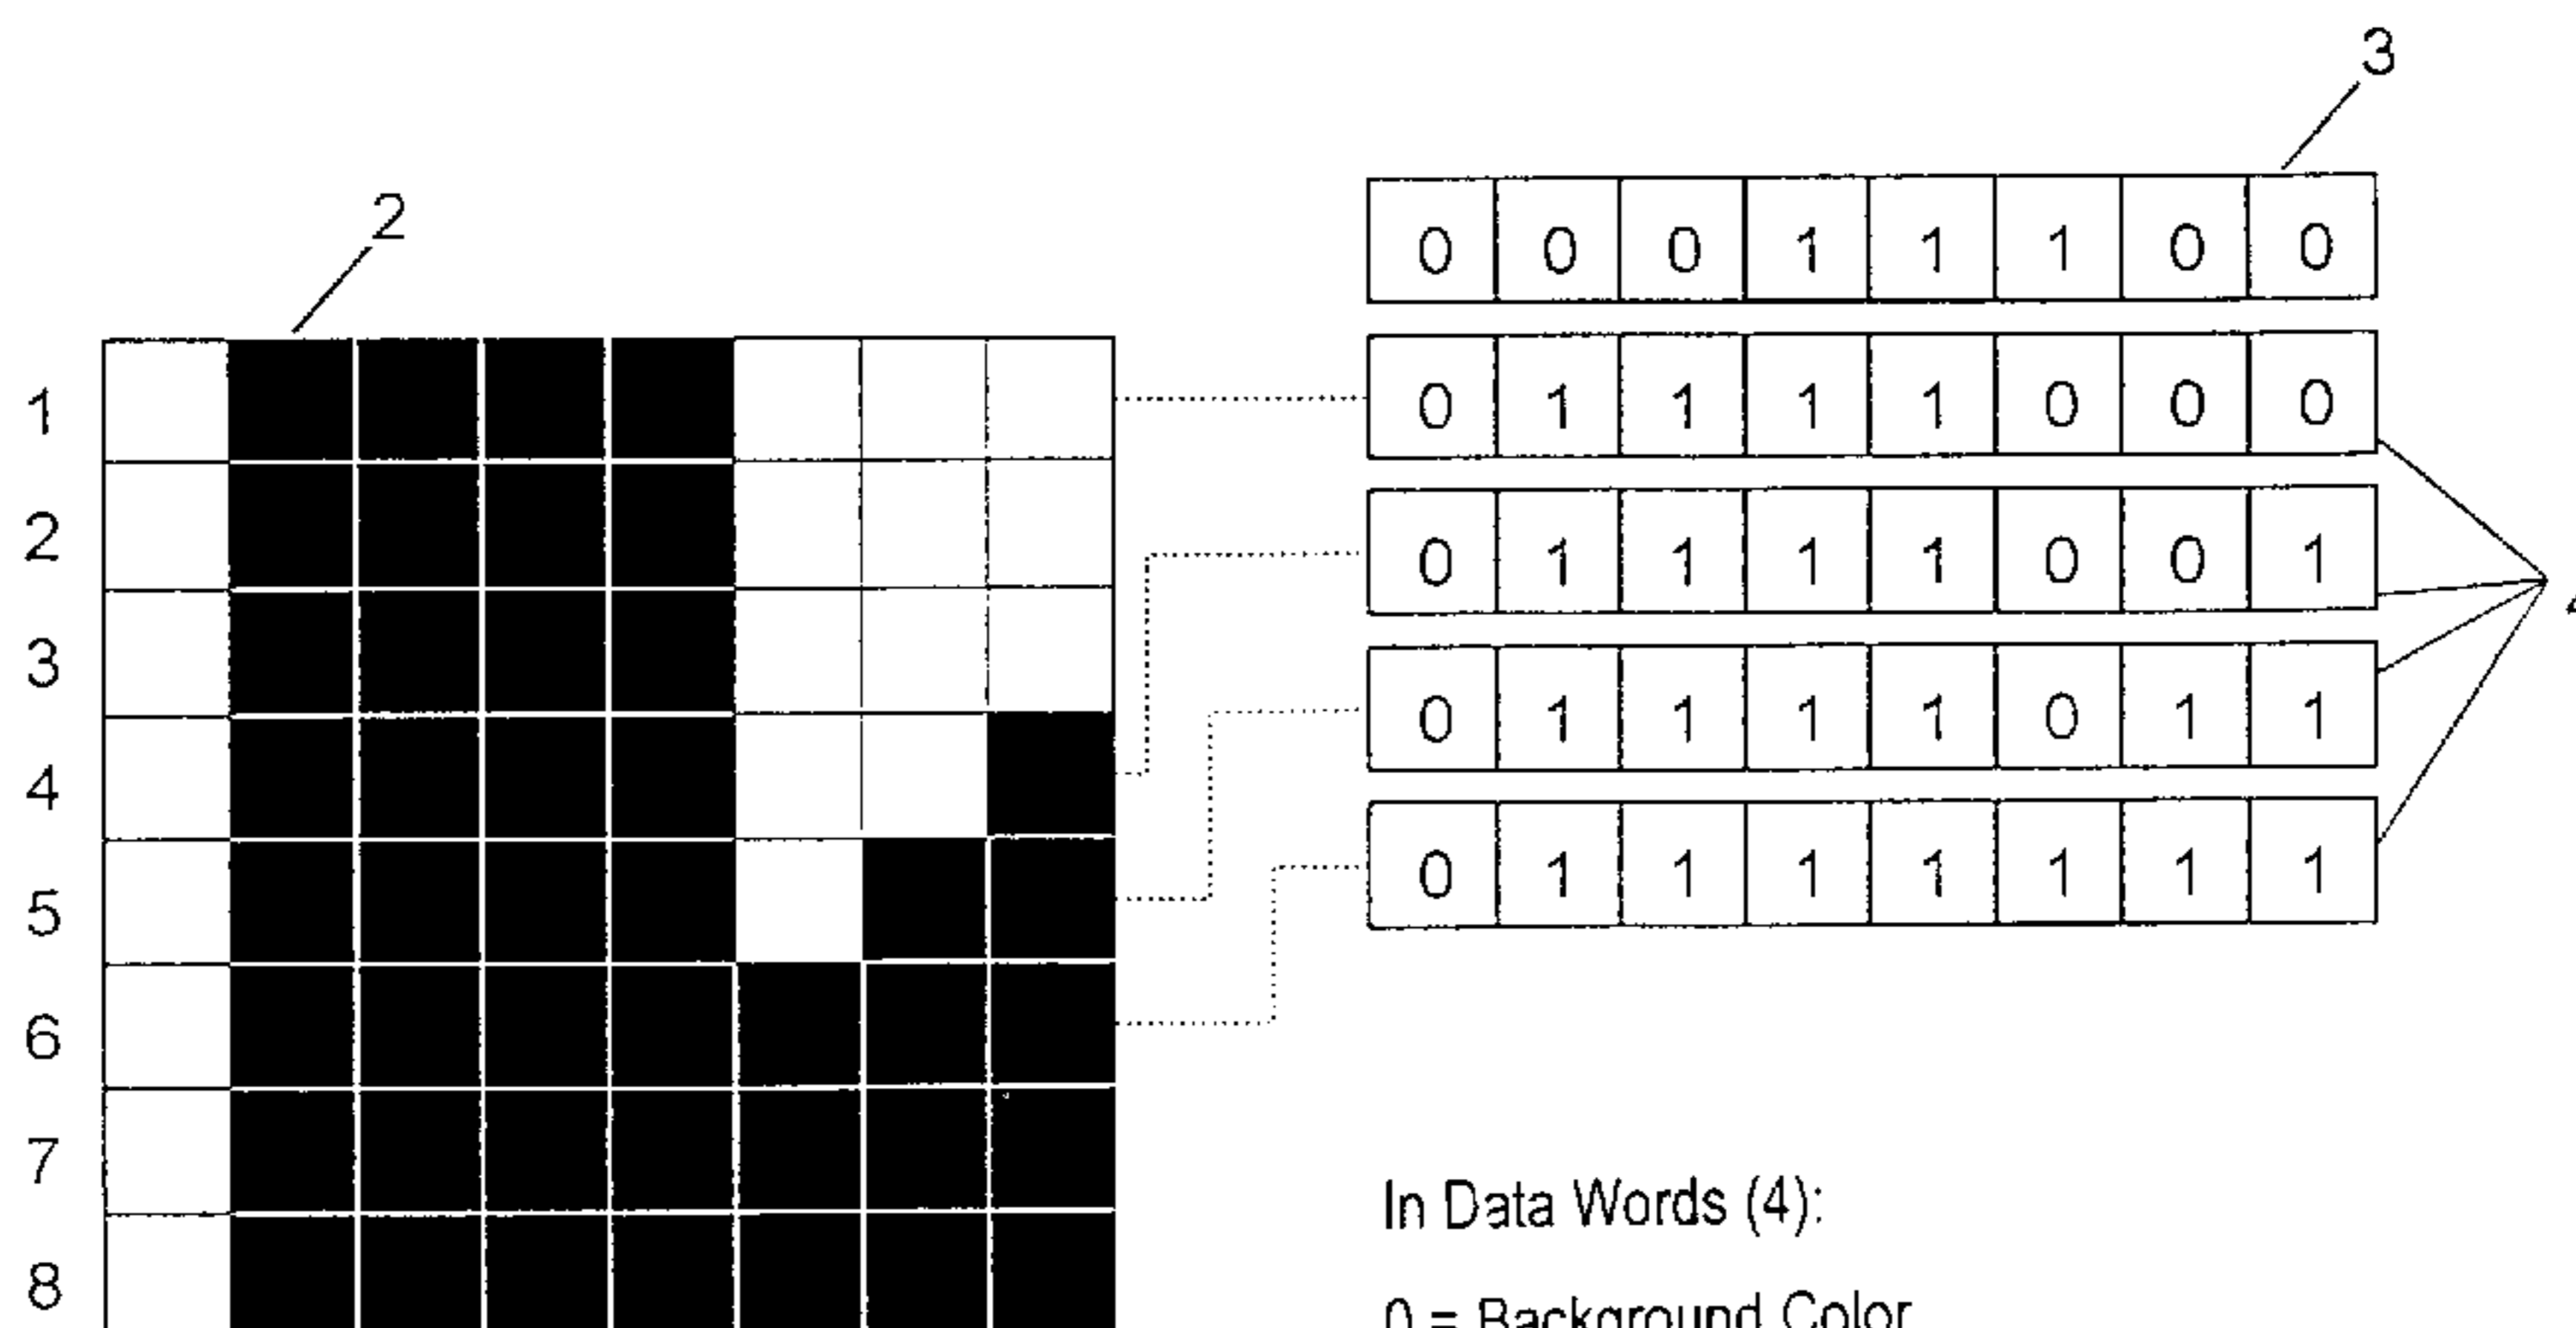 3
2
0 0 0 1 1 1 0 0
1
0 1 1 1 1 0 0 0
2
0 1 1 1 1 0 0 1
3
0 1 1 1 1 0 1 1
4
0 1 1 1 1 1 1 1
5
6
7
In Data Words (4):
8
0 = Background Color